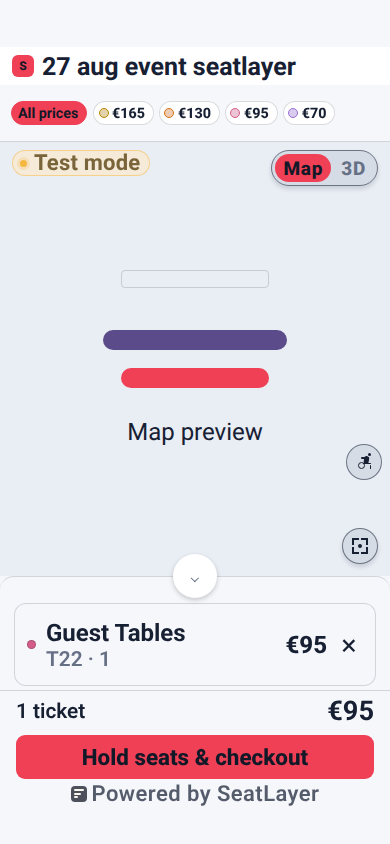 S 27 aug event seatlayer
All prices €165 €130 €95 €70
Test mode
Map 3D
Map preview
Guest Tables
T22 · 1
€95 ×
1 ticket €95
Hold seats & checkout
Powered by SeatLayer